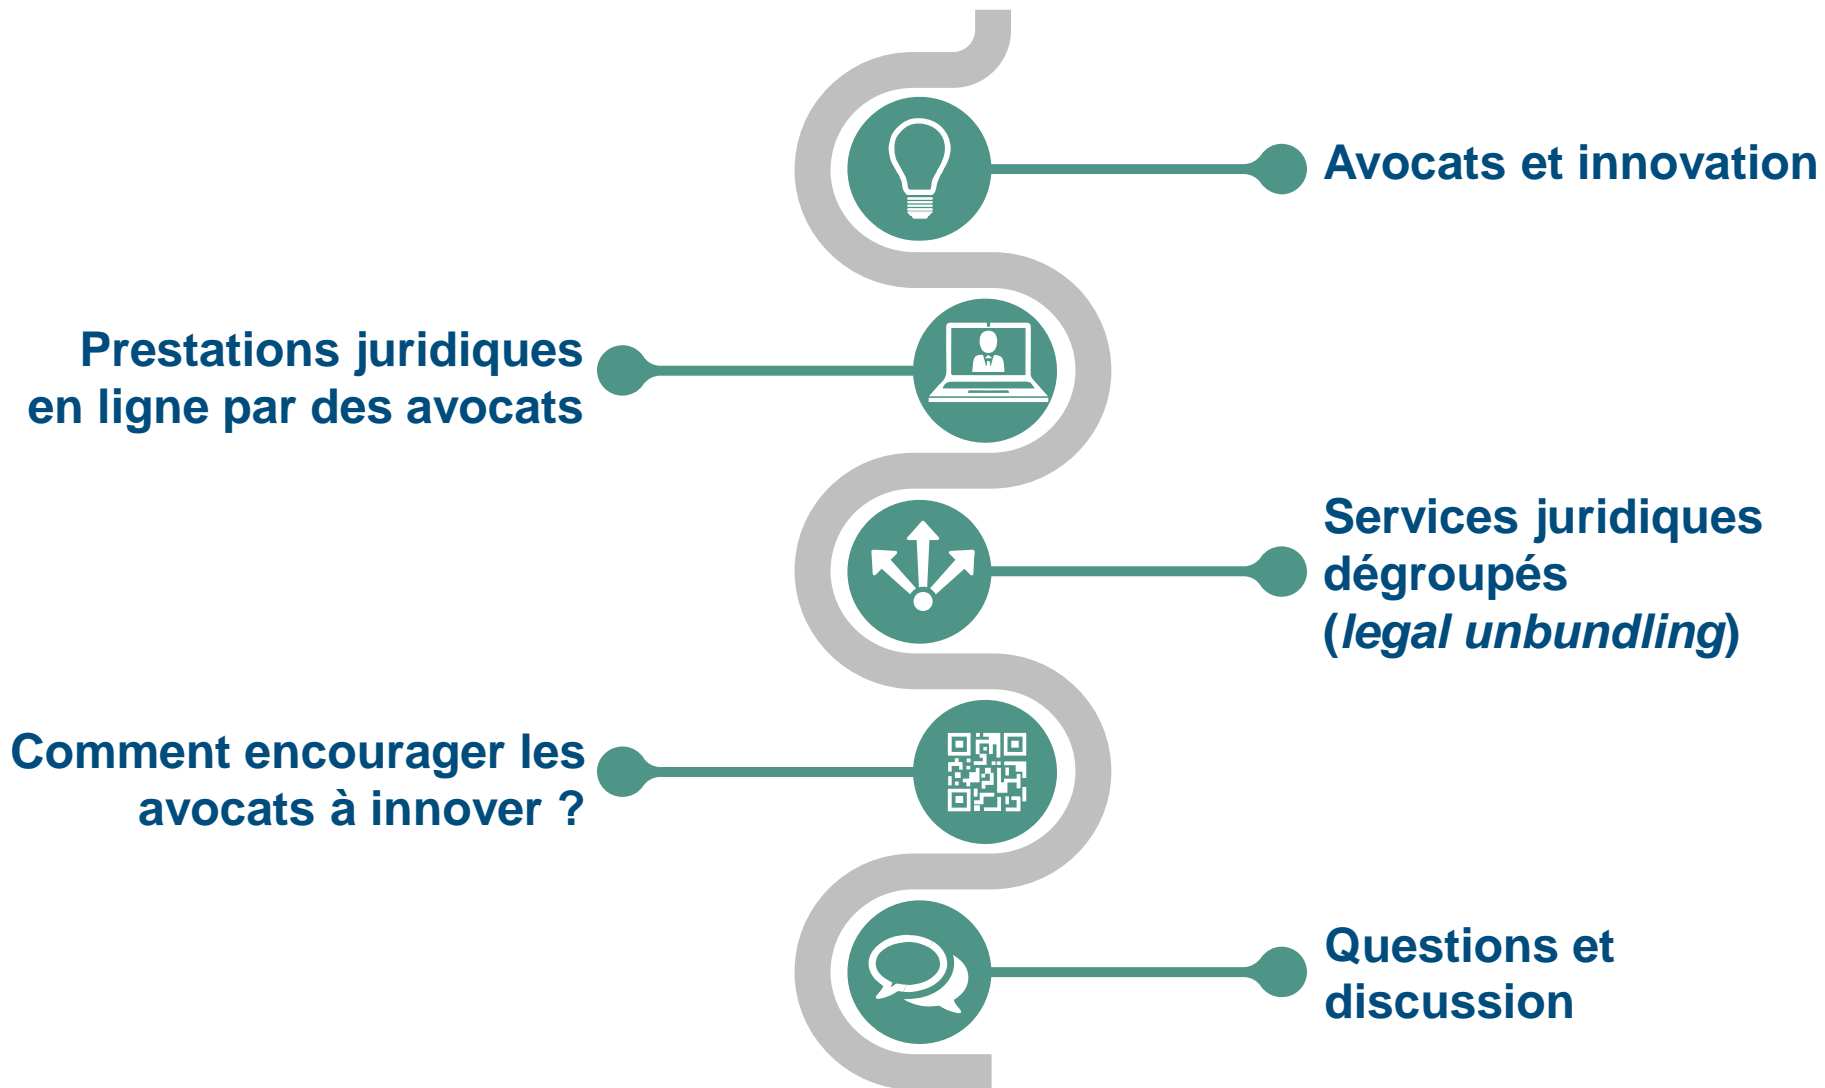 Avocats et innovation
Prestations juridiques
en ligne par des avocats
Services juridiques
dégroupés
(legal unbundling)
Comment encourager les
avocats à innover ?
Questions et
discussion